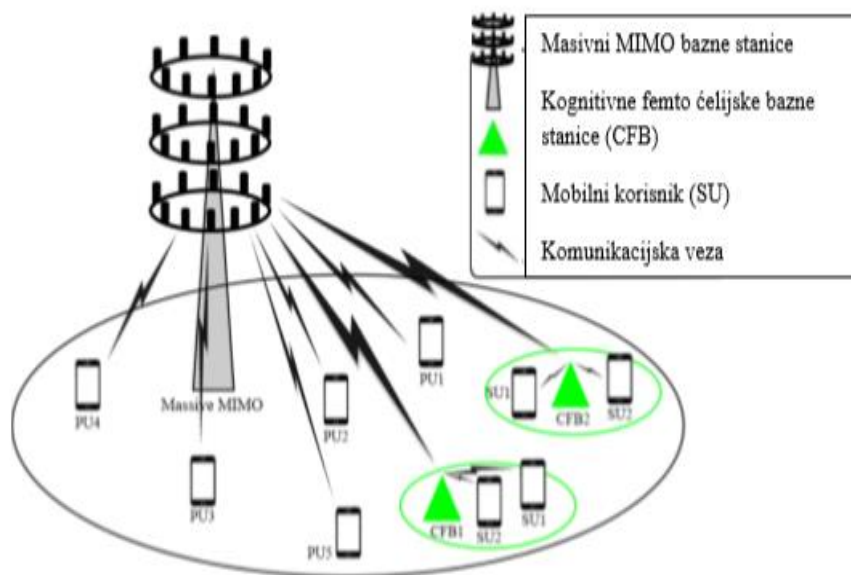 Masivni MIMO bazne stanice
Kognitivne femto ćelijske bazne
stanice (CFB)
Mobilni korisnik (SU)
Komunikacijska veza
PU1
SU1
CFB2
SU2
PU4
Massive MIMO
PU2
PU3
PU5
CFB1
SU2
SU1